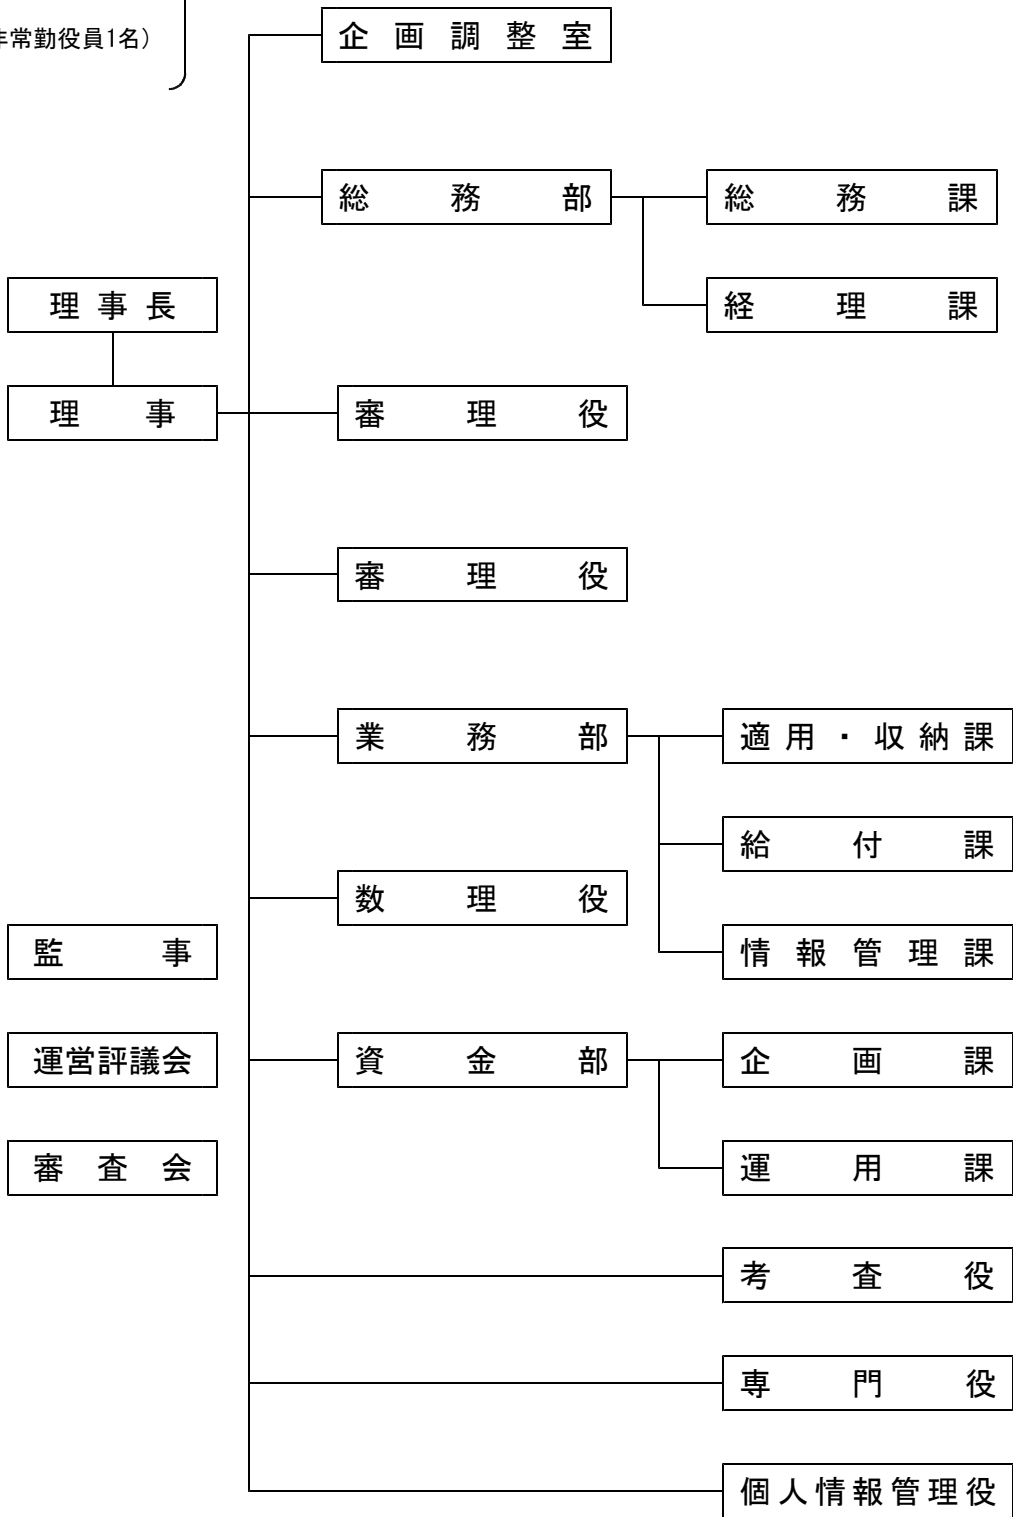 常勤役員1名）
企画調整室
総務部
総務課
経理課
理事長
理事
審理役
審理役
業務部
適用・収納課
給付課
数理役
監事
情報管理課
運営評議会
資金部
企画課
審査会
運用課
考査役
専門役
個人情報管理役